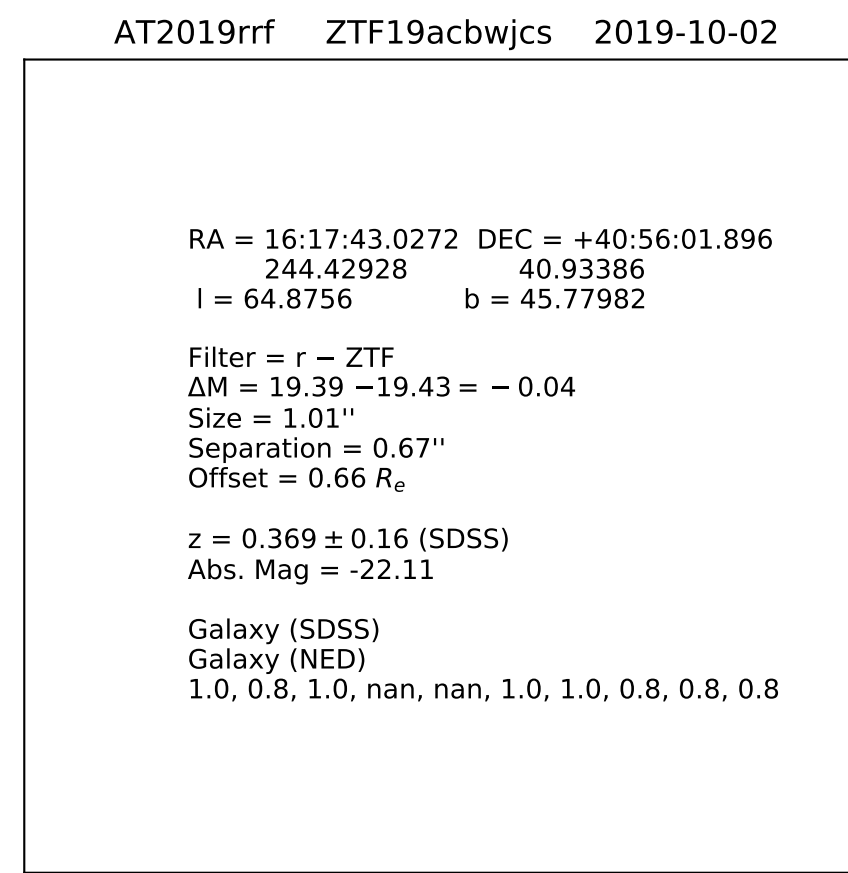 AT2019rrf ZTF19acbwjcs 2019-10-02
RA = 16:17:43.0272 DEC = +40:56:01.896
244.42928 40.93386
l = 64.8756 b = 45.77982
Filter = r − ZTF
ΔM = 19.39 −19.43 = − 0.04
Size = 1.01''
Separation = 0.67''
Offset = 0.66 Rₑ
z = 0.369 ± 0.16 (SDSS)
Abs. Mag = -22.11
Galaxy (SDSS)
Galaxy (NED)
1.0, 0.8, 1.0, nan, nan, 1.0, 1.0, 0.8, 0.8, 0.8